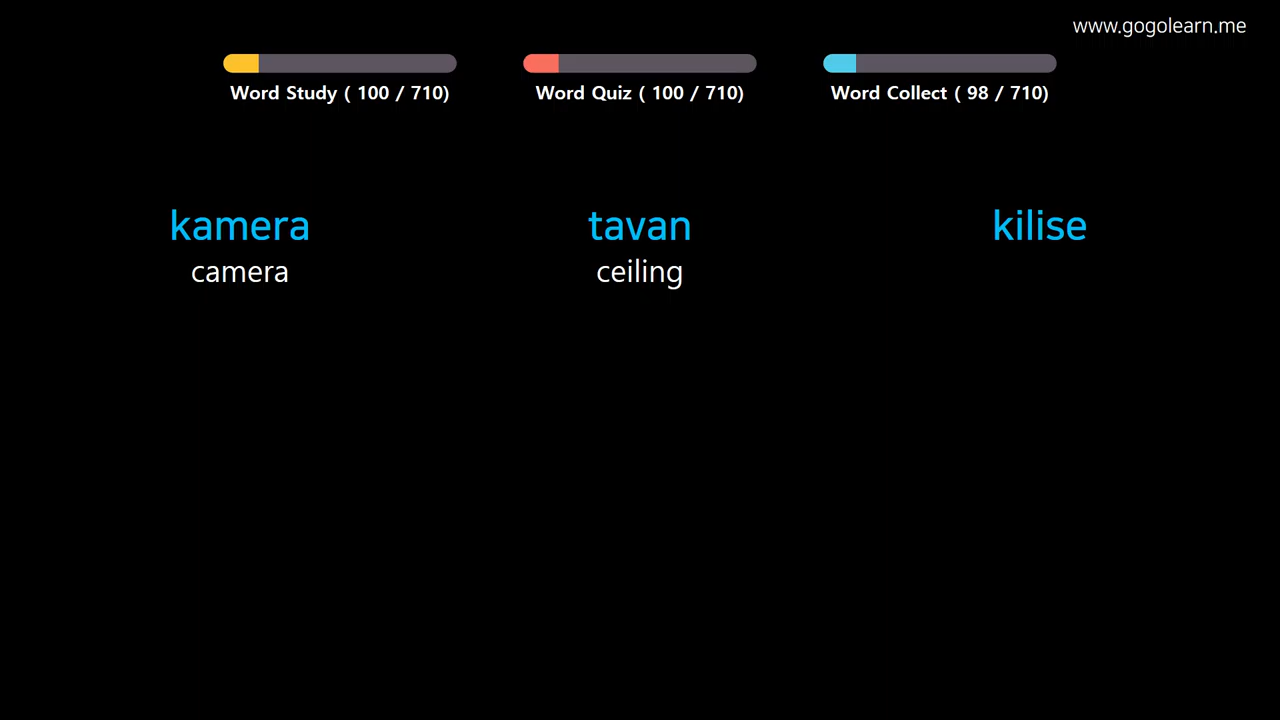 www.gogolearn.me
Word Study ( 100 / 710)
Word Quiz ( 100 / 710)
Word Collect ( 98 / 710)
kamera
camera
tavan
ceiling
kilise